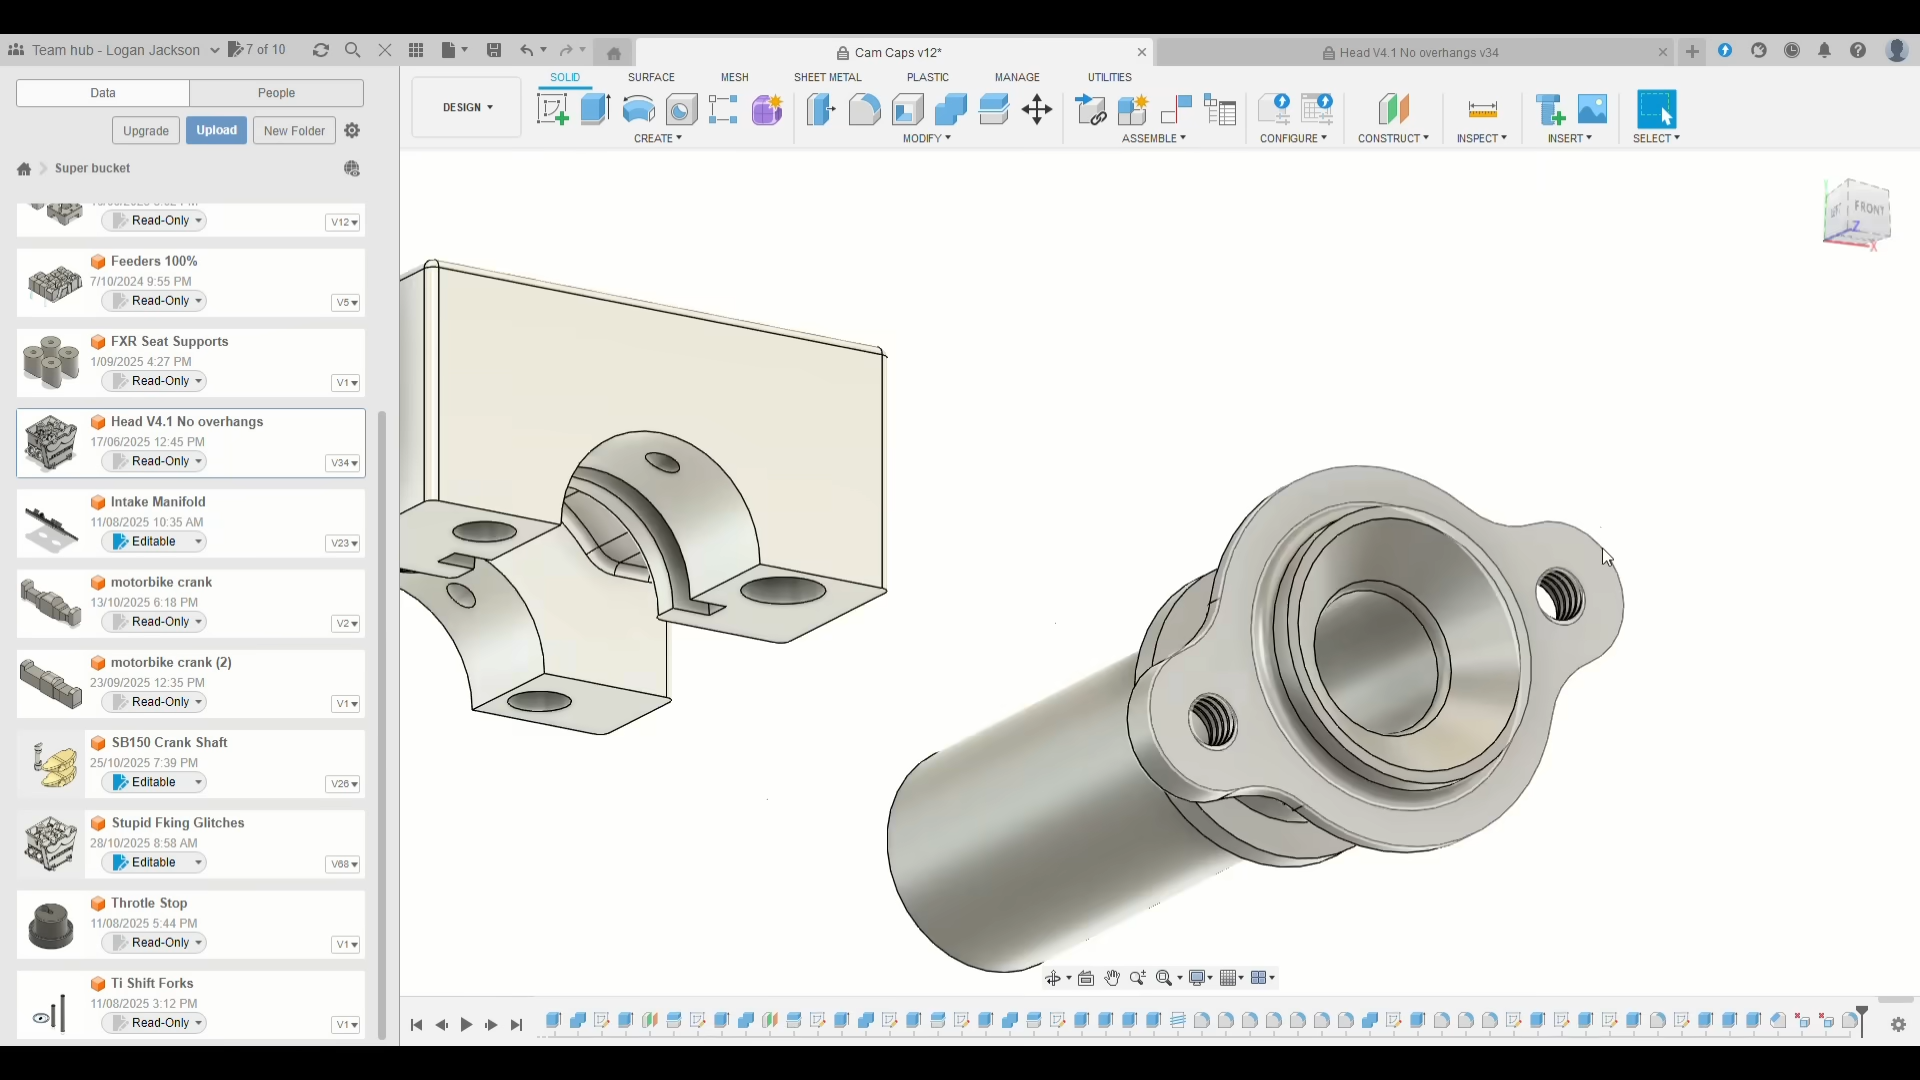 Team hub - Logan Jackson
7 of 10
Cam Caps v12*
Head V4.1 No overhangs v34
Data
People
Upgrade
Upload
New Folder
Super bucket
DESIGN
SOLID
SURFACE
MESH
SHEET METAL
PLASTIC
MANAGE
UTILITIES
CREATE
MODIFY
ASSEMBLE
CONFIGURE
CONSTRUCT
INSPECT
INSERT
SELECT
Read-Only
V12
Feeders 100%
7/10/2024 9:55 PM
Read-Only
V5
FXR Seat Supports
1/09/2025 4:27 PM
Read-Only
V1
Head V4.1 No overhangs
17/06/2025 12:45 PM
Read-Only
V34
Intake Manifold
11/08/2025 10:35 AM
Editable
V23
motorbike crank
13/10/2025 6:18 PM
Read-Only
V2
motorbike crank (2)
23/09/2025 12:35 PM
Read-Only
V1
SB150 Crank Shaft
25/10/2025 7:39 PM
Editable
V26
Stupid Fking Glitches
28/10/2025 8:58 AM
Editable
V68
Throtle Stop
11/08/2025 5:44 PM
Read-Only
V1
Ti Shift Forks
11/08/2025 3:12 PM
Read-Only
V1
FRONT
Z
X